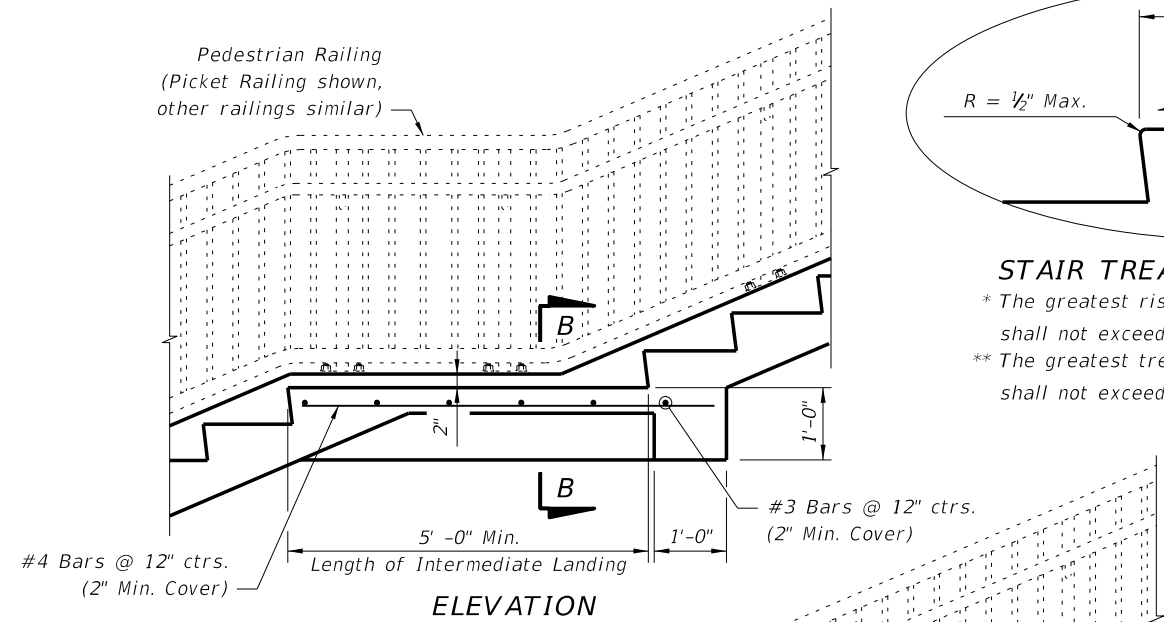 Pedestrian Railing
(Picket Railing shown,
other railings similar)
R = ½" Max.
STAIR TREA
* The greatest ris
shall not exceed
** The greatest tre
shall not exceed
B
2"
1'-0"
B
#3 Bars @ 12" ctrs.
(2" Min. Cover)
5' -0" Min.
1'-0"
Length of Intermediate Landing
#4 Bars @ 12" ctrs.
(2" Min. Cover)
ELEVATION